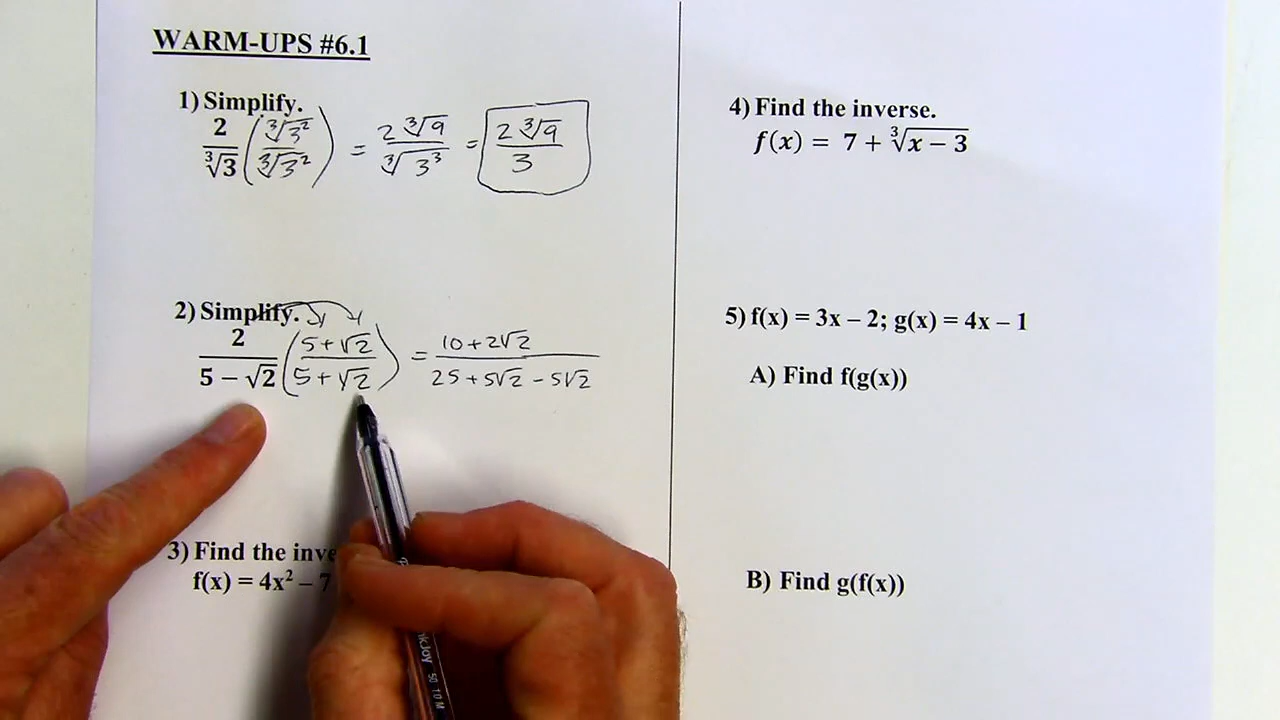 WARM-UPS #6.1
1) Simplify.
2/∛3 (∛3²/∛3²) = 2∛9/∛3³ = 2∛9/3
2) Simplify.
2/(5 – √2) ((5+√2)/(5+√2)) = (10+2√2)/(25+5√2 -5√2)
3) Find the
f(x) = 4x² – 7
4) Find the inverse.
f(x) = 7 + ∛(x – 3)
5) f(x) = 3x – 2; g(x) = 4x – 1
A) Find f(g(x))
B) Find g(f(x))